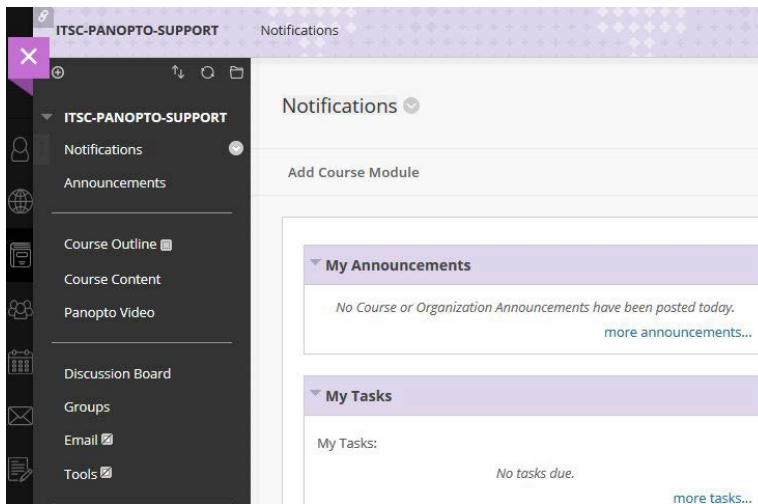 ITSC-PANOPTO-SUPPORT
Notifications
ITSC-PANOPTO-SUPPORT
Notifications
Announcements
Course Outline
Course Content
Panopto Video
Discussion Board
Groups
Email
Tools
Notifications
Add Course Module
My Announcements
No Course or Organization Announcements have been posted today.
more announcements...
My Tasks
My Tasks:
No tasks due.
more tasks...